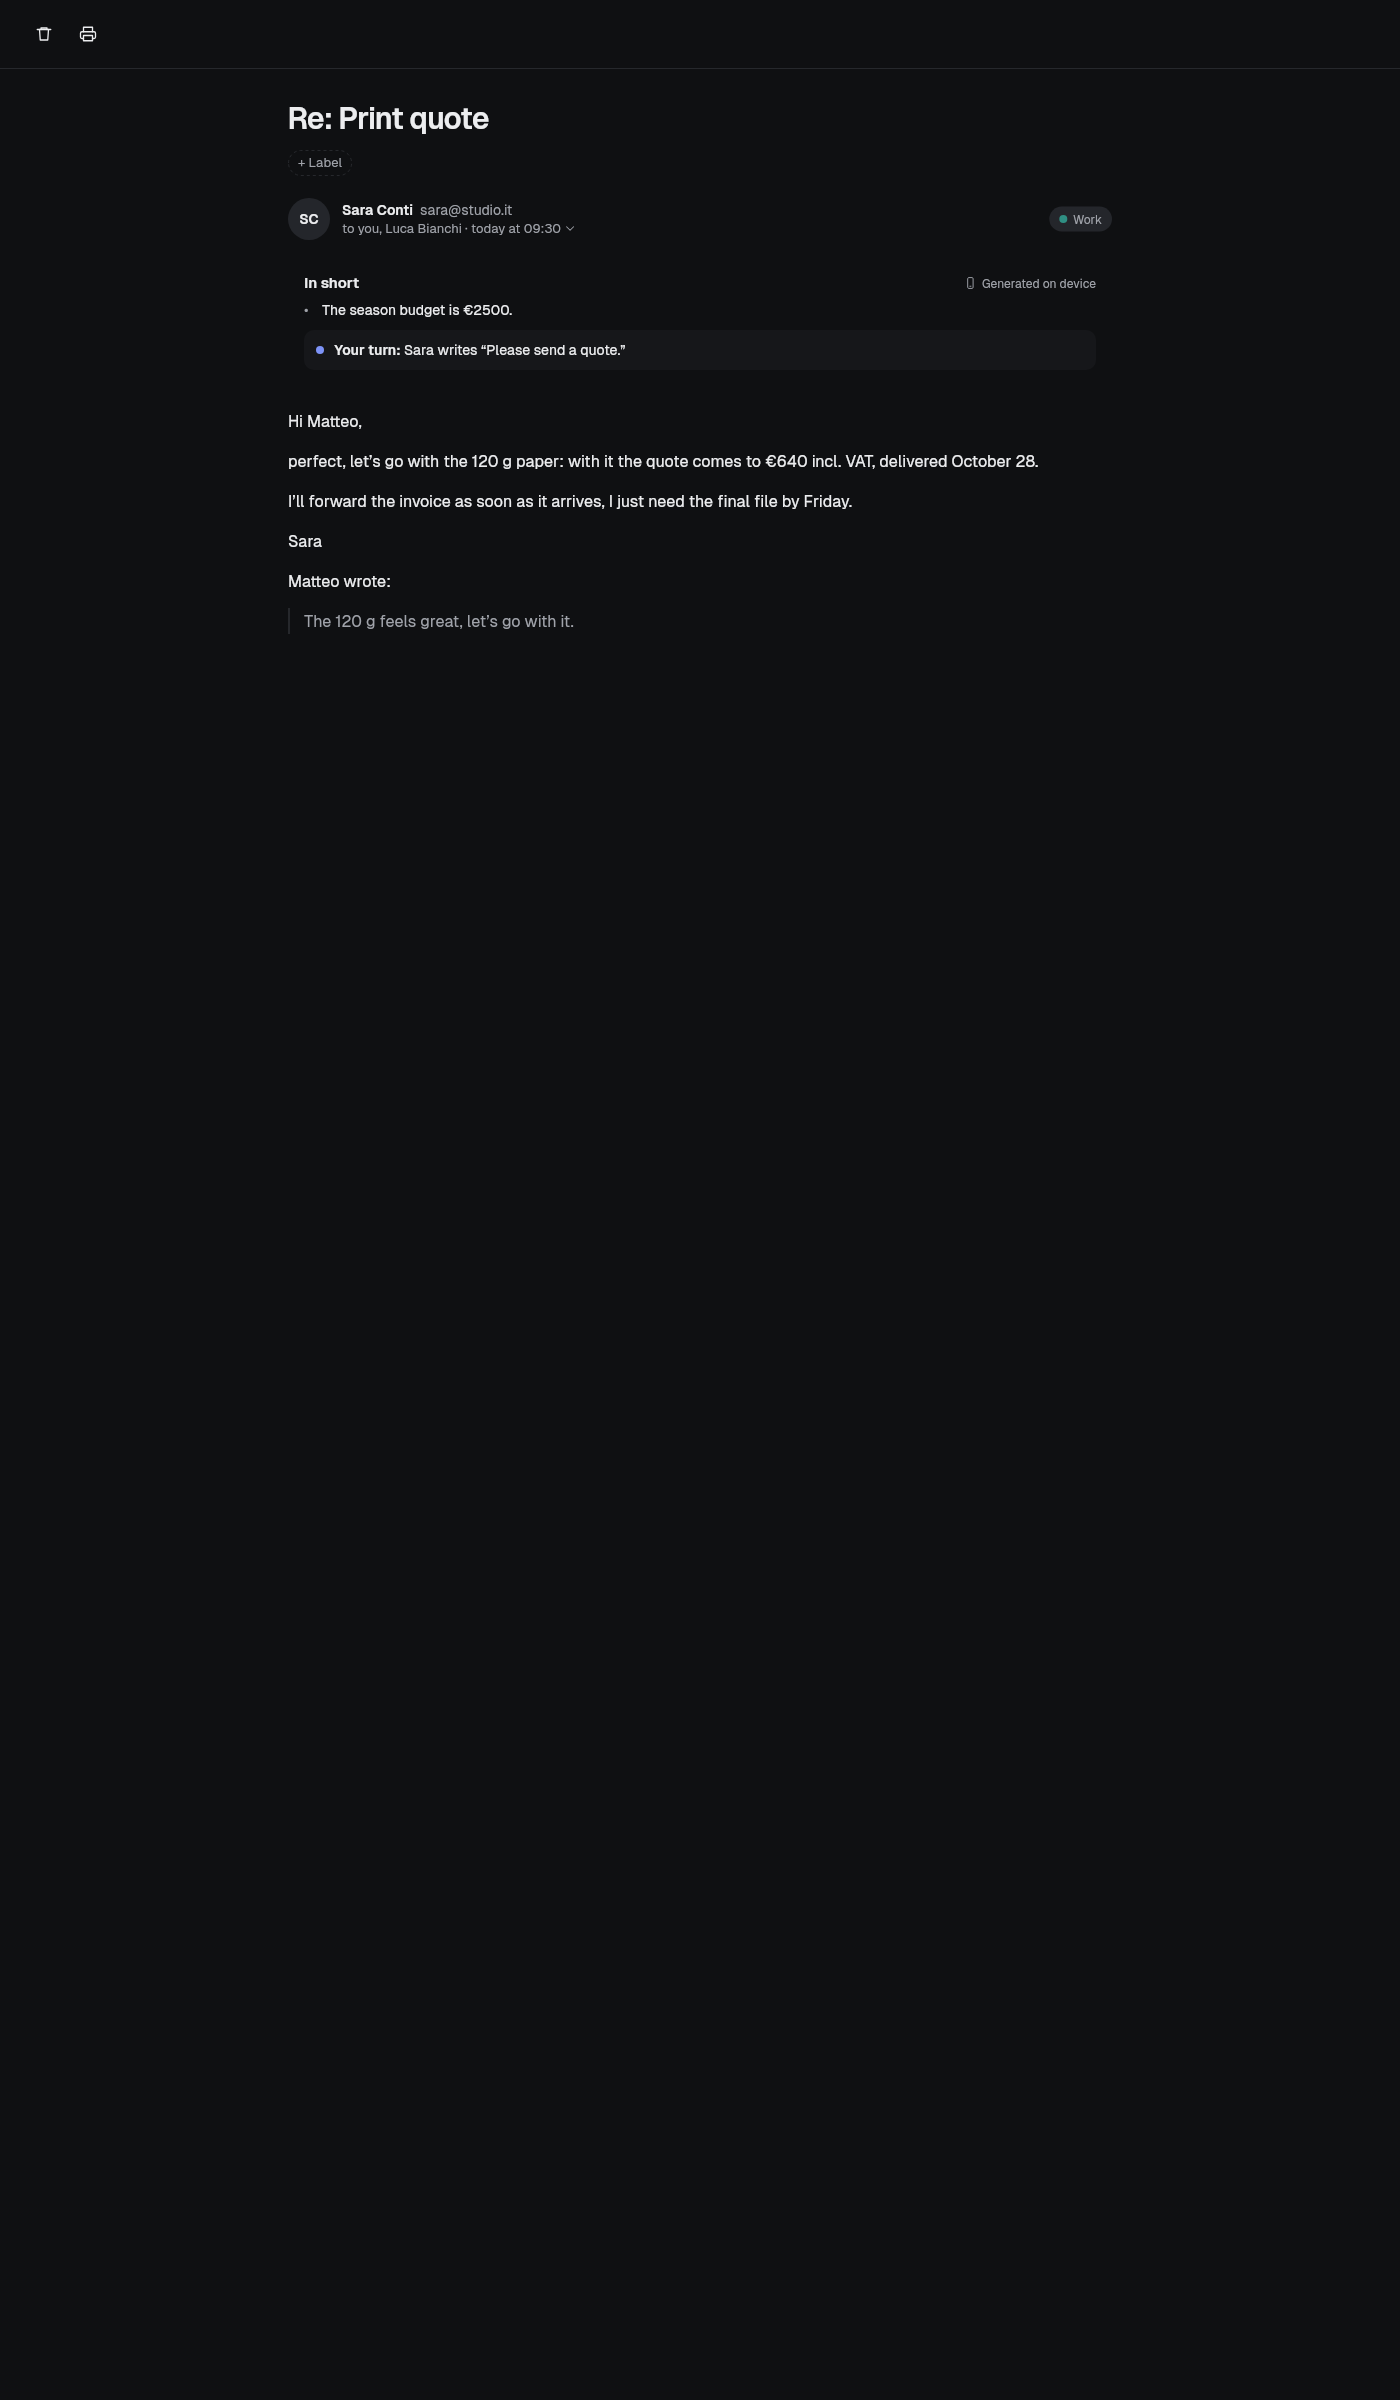 Re: Print quote
+ Label
SC
Sara Conti sara@studio.it
to you, Luca Bianchi · today at 09:30
Work
In short
Generated on device
• The season budget is €2500.
Your turn: Sara writes “Please send a quote.”
Hi Matteo,
perfect, let’s go with the 120 g paper: with it the quote comes to €640 incl. VAT, delivered October 28.
I’ll forward the invoice as soon as it arrives, I just need the final file by Friday.
Sara
Matteo wrote:
The 120 g feels great, let’s go with it.